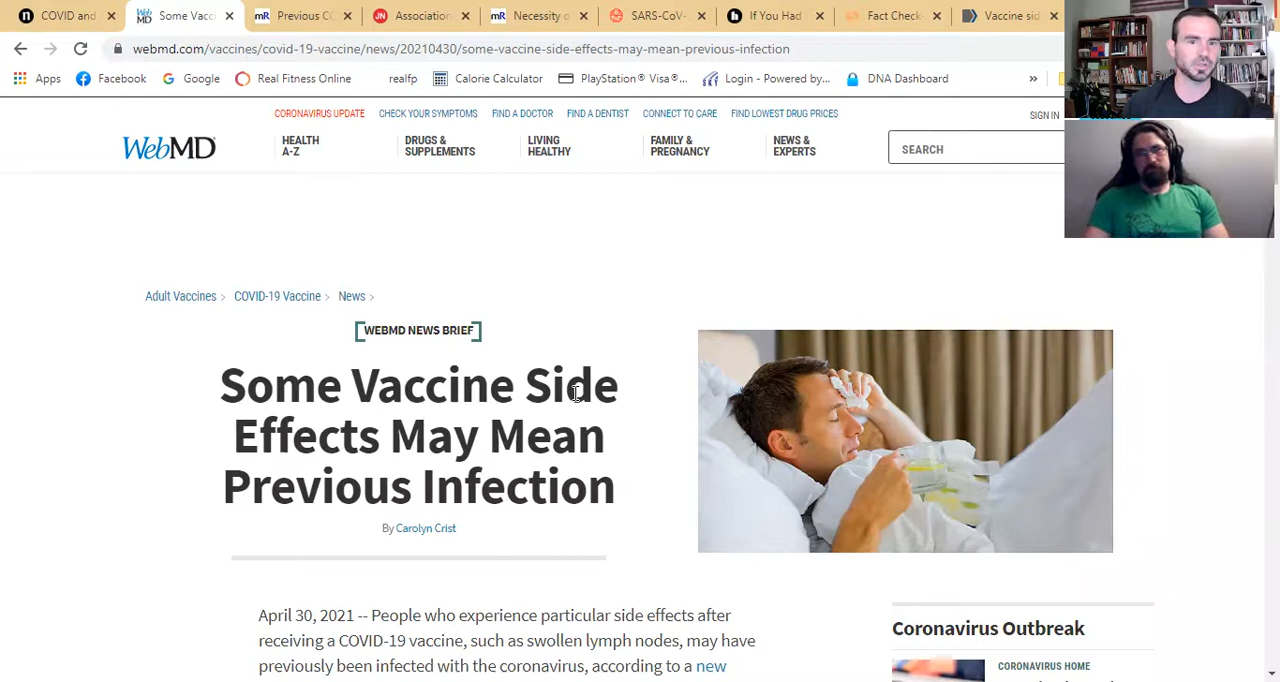 COVID and
Some Vacc
Previous CC
Association
Necessity o
SARS-CoV-
If You Had
Fact Check
Vaccine sid
webmd.com/vaccines/covid-19-vaccine/news/20210430/some-vaccine-side-effects-may-mean-previous-infection
Apps
Facebook
Google
Real Fitness Online
realfp
Calorie Calculator
PlayStation® Visa®...
Login - Powered by...
DNA Dashboard
»
CORONAVIRUS UPDATE
CHECK YOUR SYMPTOMS
FIND A DOCTOR
FIND A DENTIST
CONNECT TO CARE
FIND LOWEST DRUG PRICES
SIGN IN
WebMD
HEALTH
A-Z
DRUGS &
SUPPLEMENTS
LIVING
HEALTHY
FAMILY &
PREGNANCY
NEWS &
EXPERTS
SEARCH
Adult Vaccines > COVID-19 Vaccine > News >
WEBMD NEWS BRIEF
Some Vaccine Side
Effects May Mean
Previous Infection
By Carolyn Crist
April 30, 2021 -- People who experience particular side effects after
receiving a COVID-19 vaccine, such as swollen lymph nodes, may have
previously been infected with the coronavirus, according to a new
Coronavirus Outbreak
CORONAVIRUS HOME